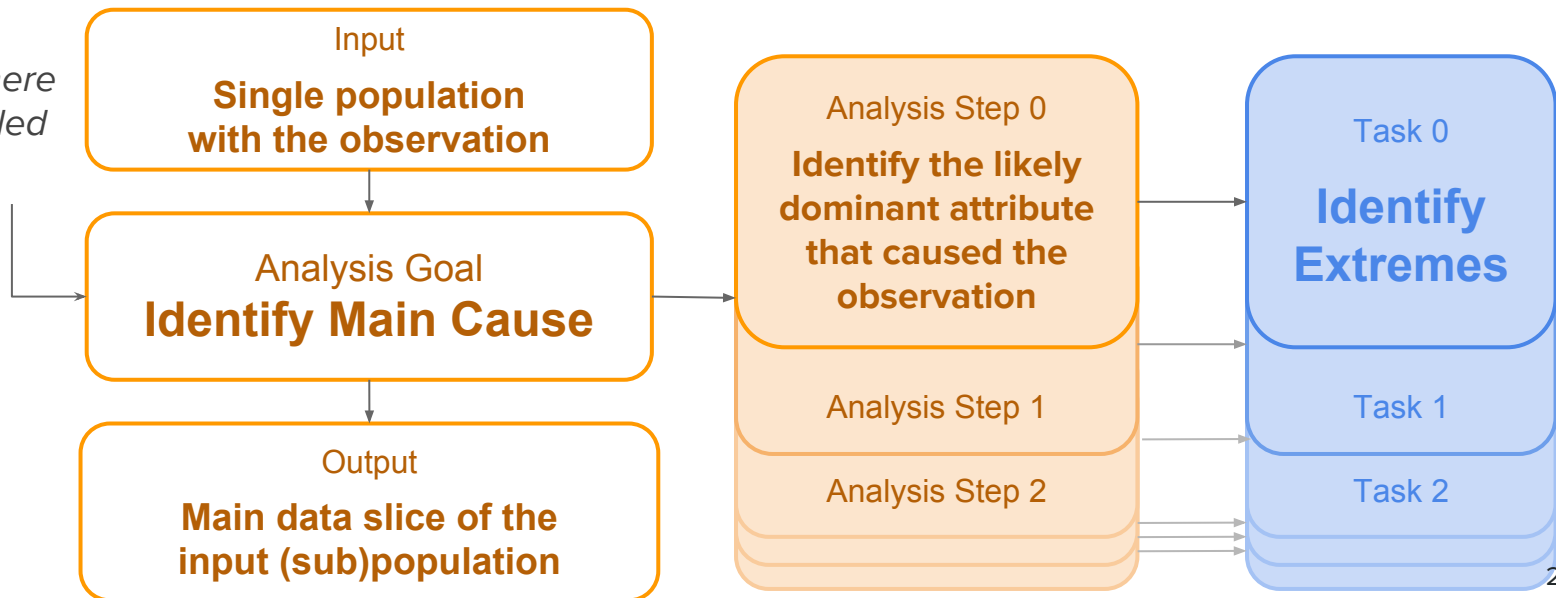 Input
Single population
with the observation
Analysis Goal
Identify Main Cause
Output
Main data slice of the
input (sub)population
Analysis Step 0
Identify the likely
dominant attribute
that caused the
observation
Analysis Step 1
Analysis Step 2
Task 0
Identify
Extremes
Task 1
Task 2
2